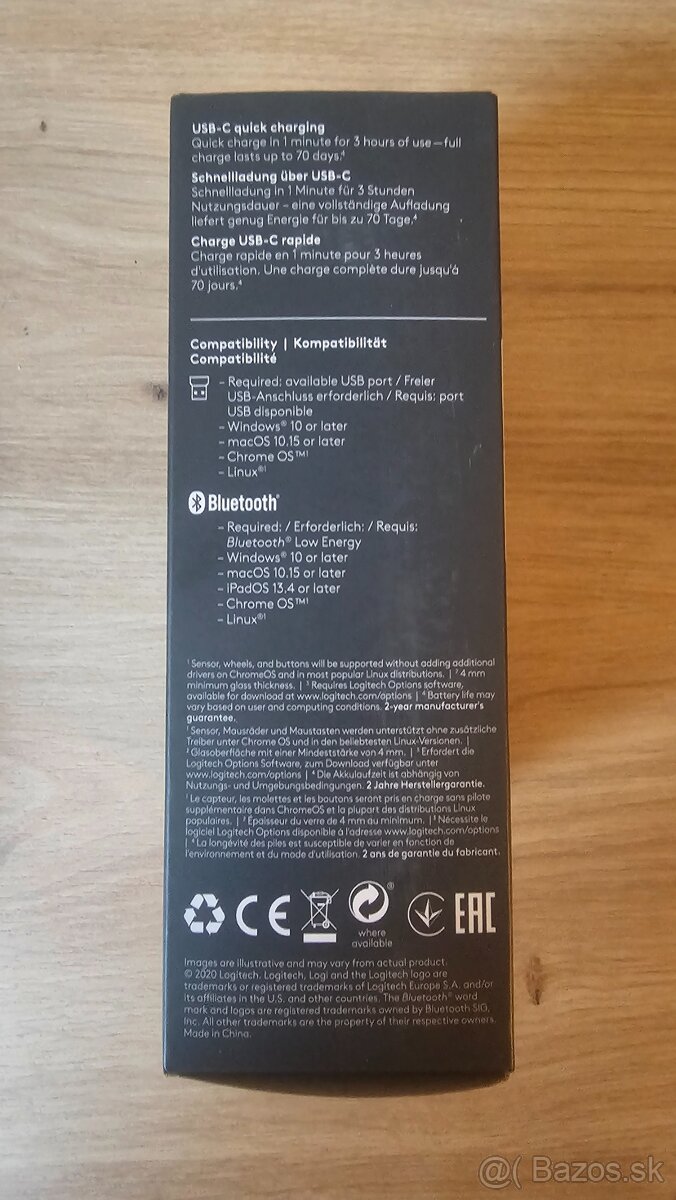 USB-C quick charging
Quick charge in 1 minute for 3 hours of use—full
charge lasts up to 70 days.⁴
Schnellladung über USB-C
Schnellladung in 1 Minute für 3 Stunden
Nutzungsdauer – eine vollständige Aufladung
liefert genug Energie für bis zu 70 Tage.⁴
Charge USB-C rapide
Charge rapide en 1 minute pour 3 heures
d'utilisation. Une charge complète dure jusqu'à
70 jours.⁴
Compatibility | Kompatibilität
Compatibilité
– Required: available USB port / Freier
USB-Anschluss erforderlich / Requis: port
USB disponible
– Windows® 10 or later
– macOS 10.15 or later
– Chrome OS™¹
– Linux®¹
Bluetooth®
– Required: / Erforderlich: / Requis:
Bluetooth® Low Energy
– Windows® 10 or later
– macOS 10.15 or later
– iPadOS 13.4 or later
– Chrome OS™¹
– Linux®¹
¹ Sensor, wheels, and buttons will be supported without adding additional
drivers on ChromeOS and in most popular Linux distributions. | ² 4 mm
minimum glass thickness. | ³ Requires Logitech Options software,
available for download at www.logitech.com/options | ⁴ Battery life may
vary based on user and computing conditions. 2-year manufacturer's
guarantee.
¹ Sensor, Mausräder und Maustasten werden unterstützt ohne zusätzliche
Treiber unter Chrome OS und in den beliebtesten Linux-Versionen. |
² Glasoberfläche mit einer Mindeststärke von 4 mm. | ³ Erfordert die
Logitech Options Software, zum Download verfügbar unter
www.logitech.com/options | ⁴ Die Akkulaufzeit ist abhängig von
Nutzungs- und Umgebungsbedingungen. 2 Jahre Herstellergarantie.
¹ Le capteur, les molettes et les boutons seront pris en charge sans pilote
supplémentaire dans ChromeOS et la plupart des distributions Linux
populaires. | ² Épaisseur du verre de 4 mm au minimum. | ³ Nécessite le
logiciel Logitech Options disponible à l'adresse www.logitech.com/options
| ⁴ La longévité des piles est susceptible de varier en fonction de
l'environnement et du mode d'utilisation. 2 ans de garantie du fabricant.
CE ® EAC
where
available
Images are illustrative and may vary from actual product.
© 2020 Logitech. Logitech, Logi and the Logitech logo are
trademarks or registered trademarks of Logitech Europe S.A. and/or
its affiliates in the U.S. and other countries. The Bluetooth® word
mark and logos are registered trademarks owned by Bluetooth SIG,
Inc. All other trademarks are the property of their respective owners.
Made in China.
@( Bazos.sk